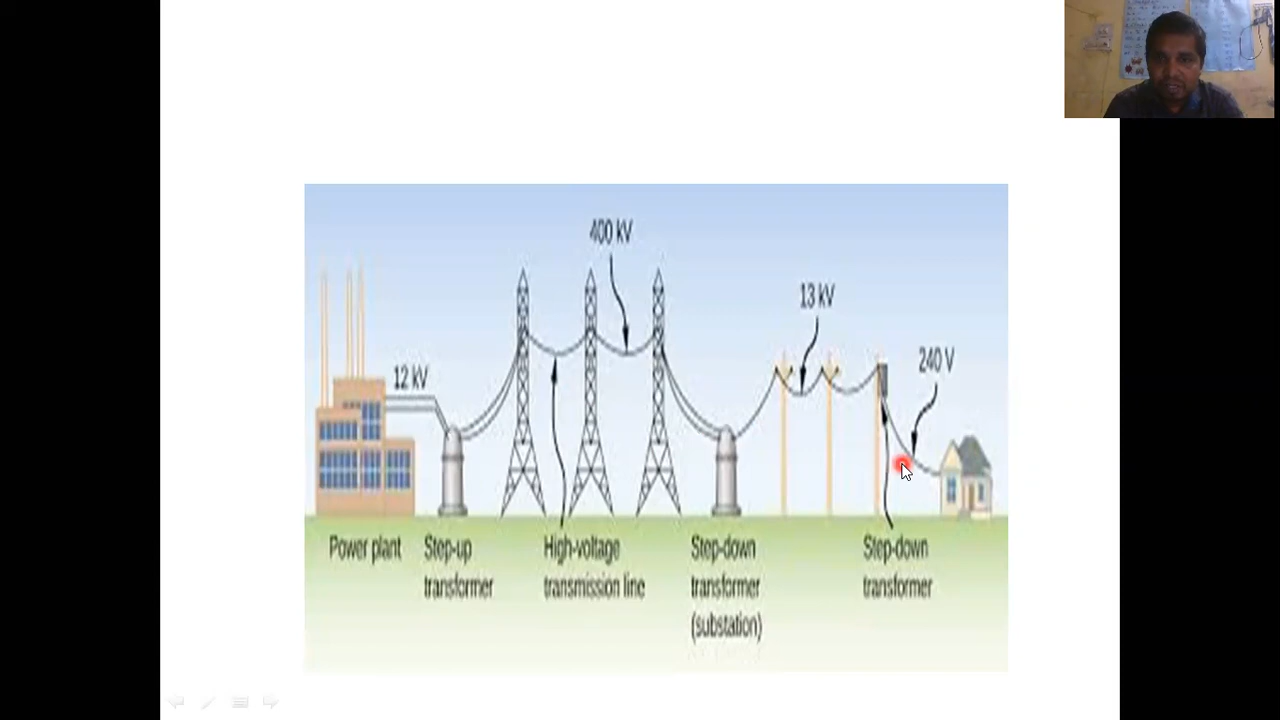 400 kV
13 kV
240 V
12 kV
Power plant
Step-up
transformer
High-voltage
transmission line
Step-down
transformer
(substation)
Step-down
transformer